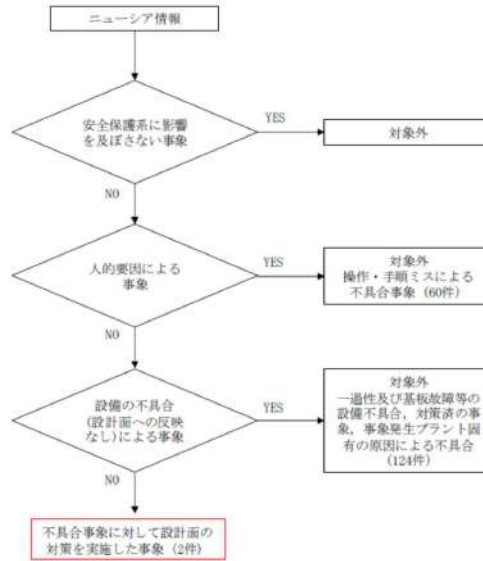 ニューシア情報
安全保護系に影響
を及ぼさない事象
YES
対象外
NO
人的要因による
事象
YES
対象外
操作・手順ミスによる
不具合事象 (60件)
NO
設備の不具合
(設計面への反映
なし)による事象
YES
対象外
一過性及び基板故障等の
設備不具合, 対策済の事
象, 事象発生プラント固
有の原因による不具合
(124件)
NO
不具合事象に対して設計面の
対策を実施した事象 (2件)